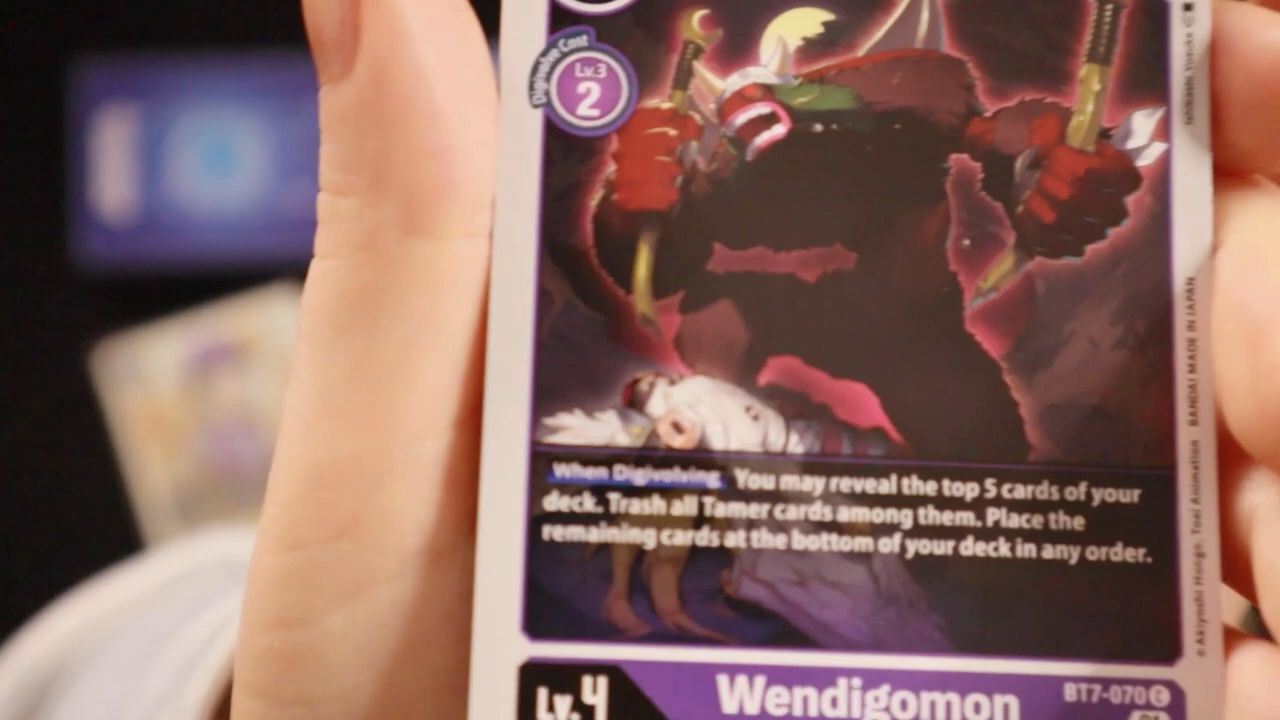 Digivolve Cost
Lv.3
2
When Digivolving You may reveal the top 5 cards of your
deck. Trash all Tamer cards among them. Place the
remaining cards at the bottom of your deck in any order.
Lv.4
Wendigomon
BT7-070 C
© Akiyoshi Hongo, Toei Animation BANDAI MADE IN JAPAN